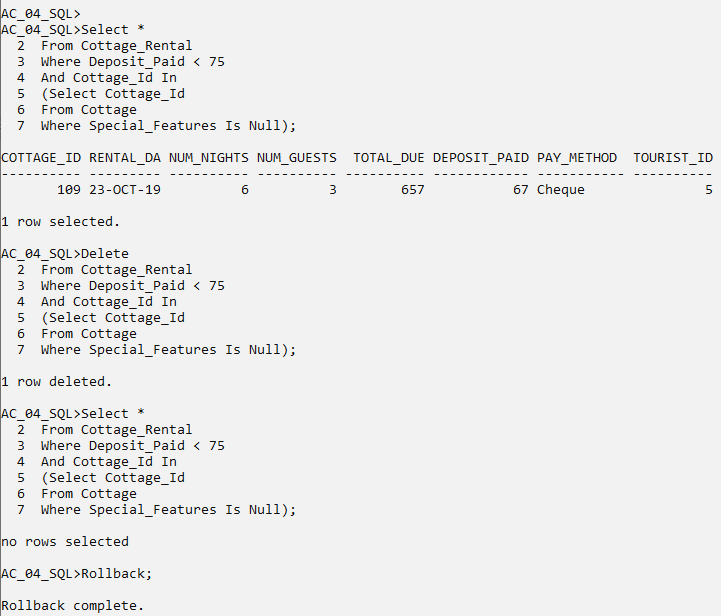 AC_04_SQL>
AC_04_SQL>Select *
  2  From Cottage_Rental
  3  Where Deposit_Paid < 75
  4  And Cottage_Id In
  5  (Select Cottage_Id
  6  From Cottage
  7  Where Special_Features Is Null);
COTTAGE_ID RENTAL_DA NUM_NIGHTS NUM_GUESTS  TOTAL_DUE DEPOSIT_PAID PAY_METHOD  TOURIST_ID
---------- --------- ---------- ---------- ---------- ------------ ----------- ----------
       109 23-OCT-19          6          3        657           67 Cheque               5
1 row selected.
AC_04_SQL>Delete
  2  From Cottage_Rental
  3  Where Deposit_Paid < 75
  4  And Cottage_Id In
  5  (Select Cottage_Id
  6  From Cottage
  7  Where Special_Features Is Null);
1 row deleted.
AC_04_SQL>Select *
  2  From Cottage_Rental
  3  Where Deposit_Paid < 75
  4  And Cottage_Id In
  5  (Select Cottage_Id
  6  From Cottage
  7  Where Special_Features Is Null);
no rows selected
AC_04_SQL>Rollback;
Rollback complete.